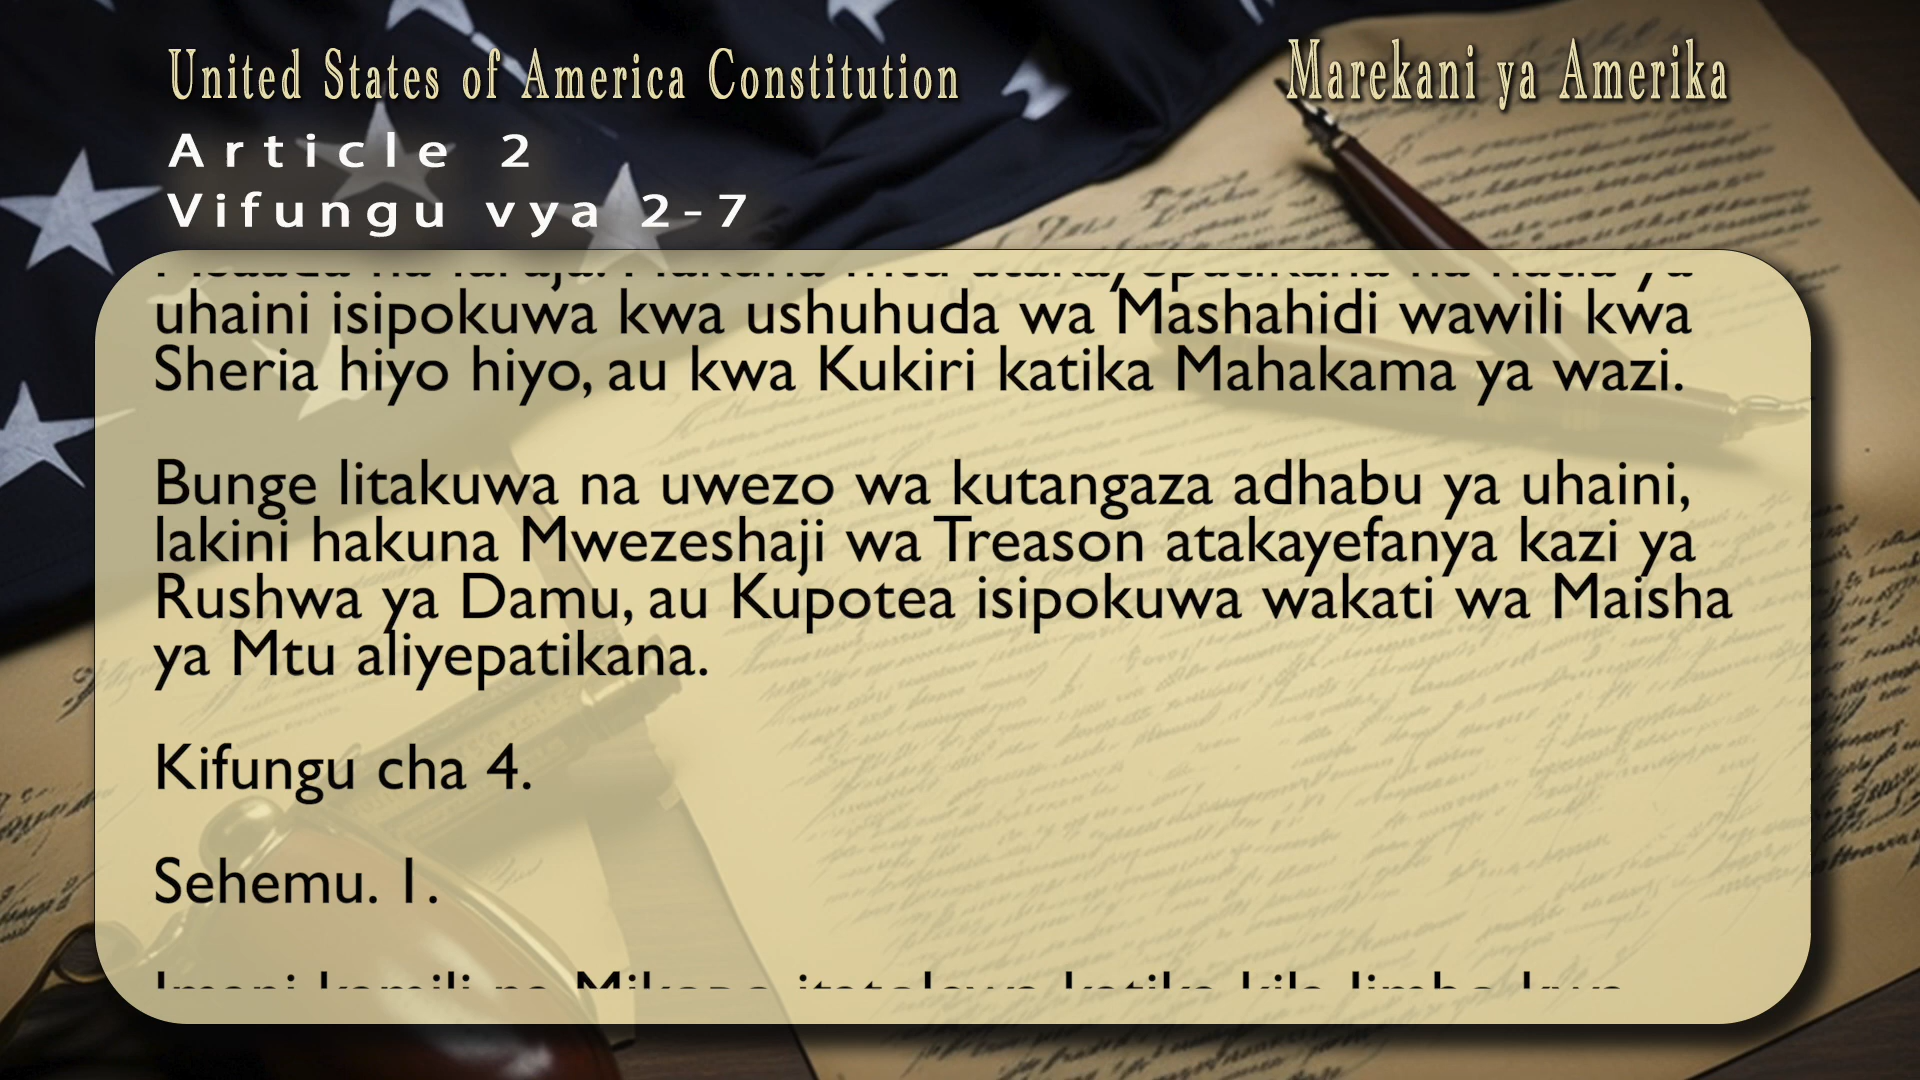 United States of America Constitution
Marekani ya Amerika
Article 2
Vifungu vya 2-7
uhaini isipokuwa kwa ushuhuda wa Mashahidi wawili kwa
Sheria hiyo hiyo, au kwa Kukiri katika Mahakama ya wazi.
Bunge litakuwa na uwezo wa kutangaza adhabu ya uhaini,
lakini hakuna Mwezeshaji wa Treason atakayefanya kazi ya
Rushwa ya Damu, au Kupotea isipokuwa wakati wa Maisha
ya Mtu aliyepatikana.
Kifungu cha 4.
Sehemu. 1.